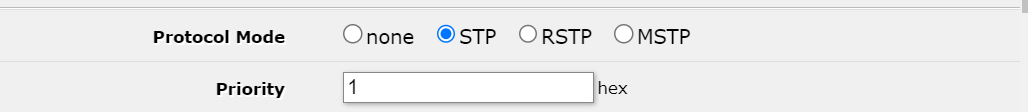 Protocol Mode none STP RSTP MSTP
Priority 1 hex